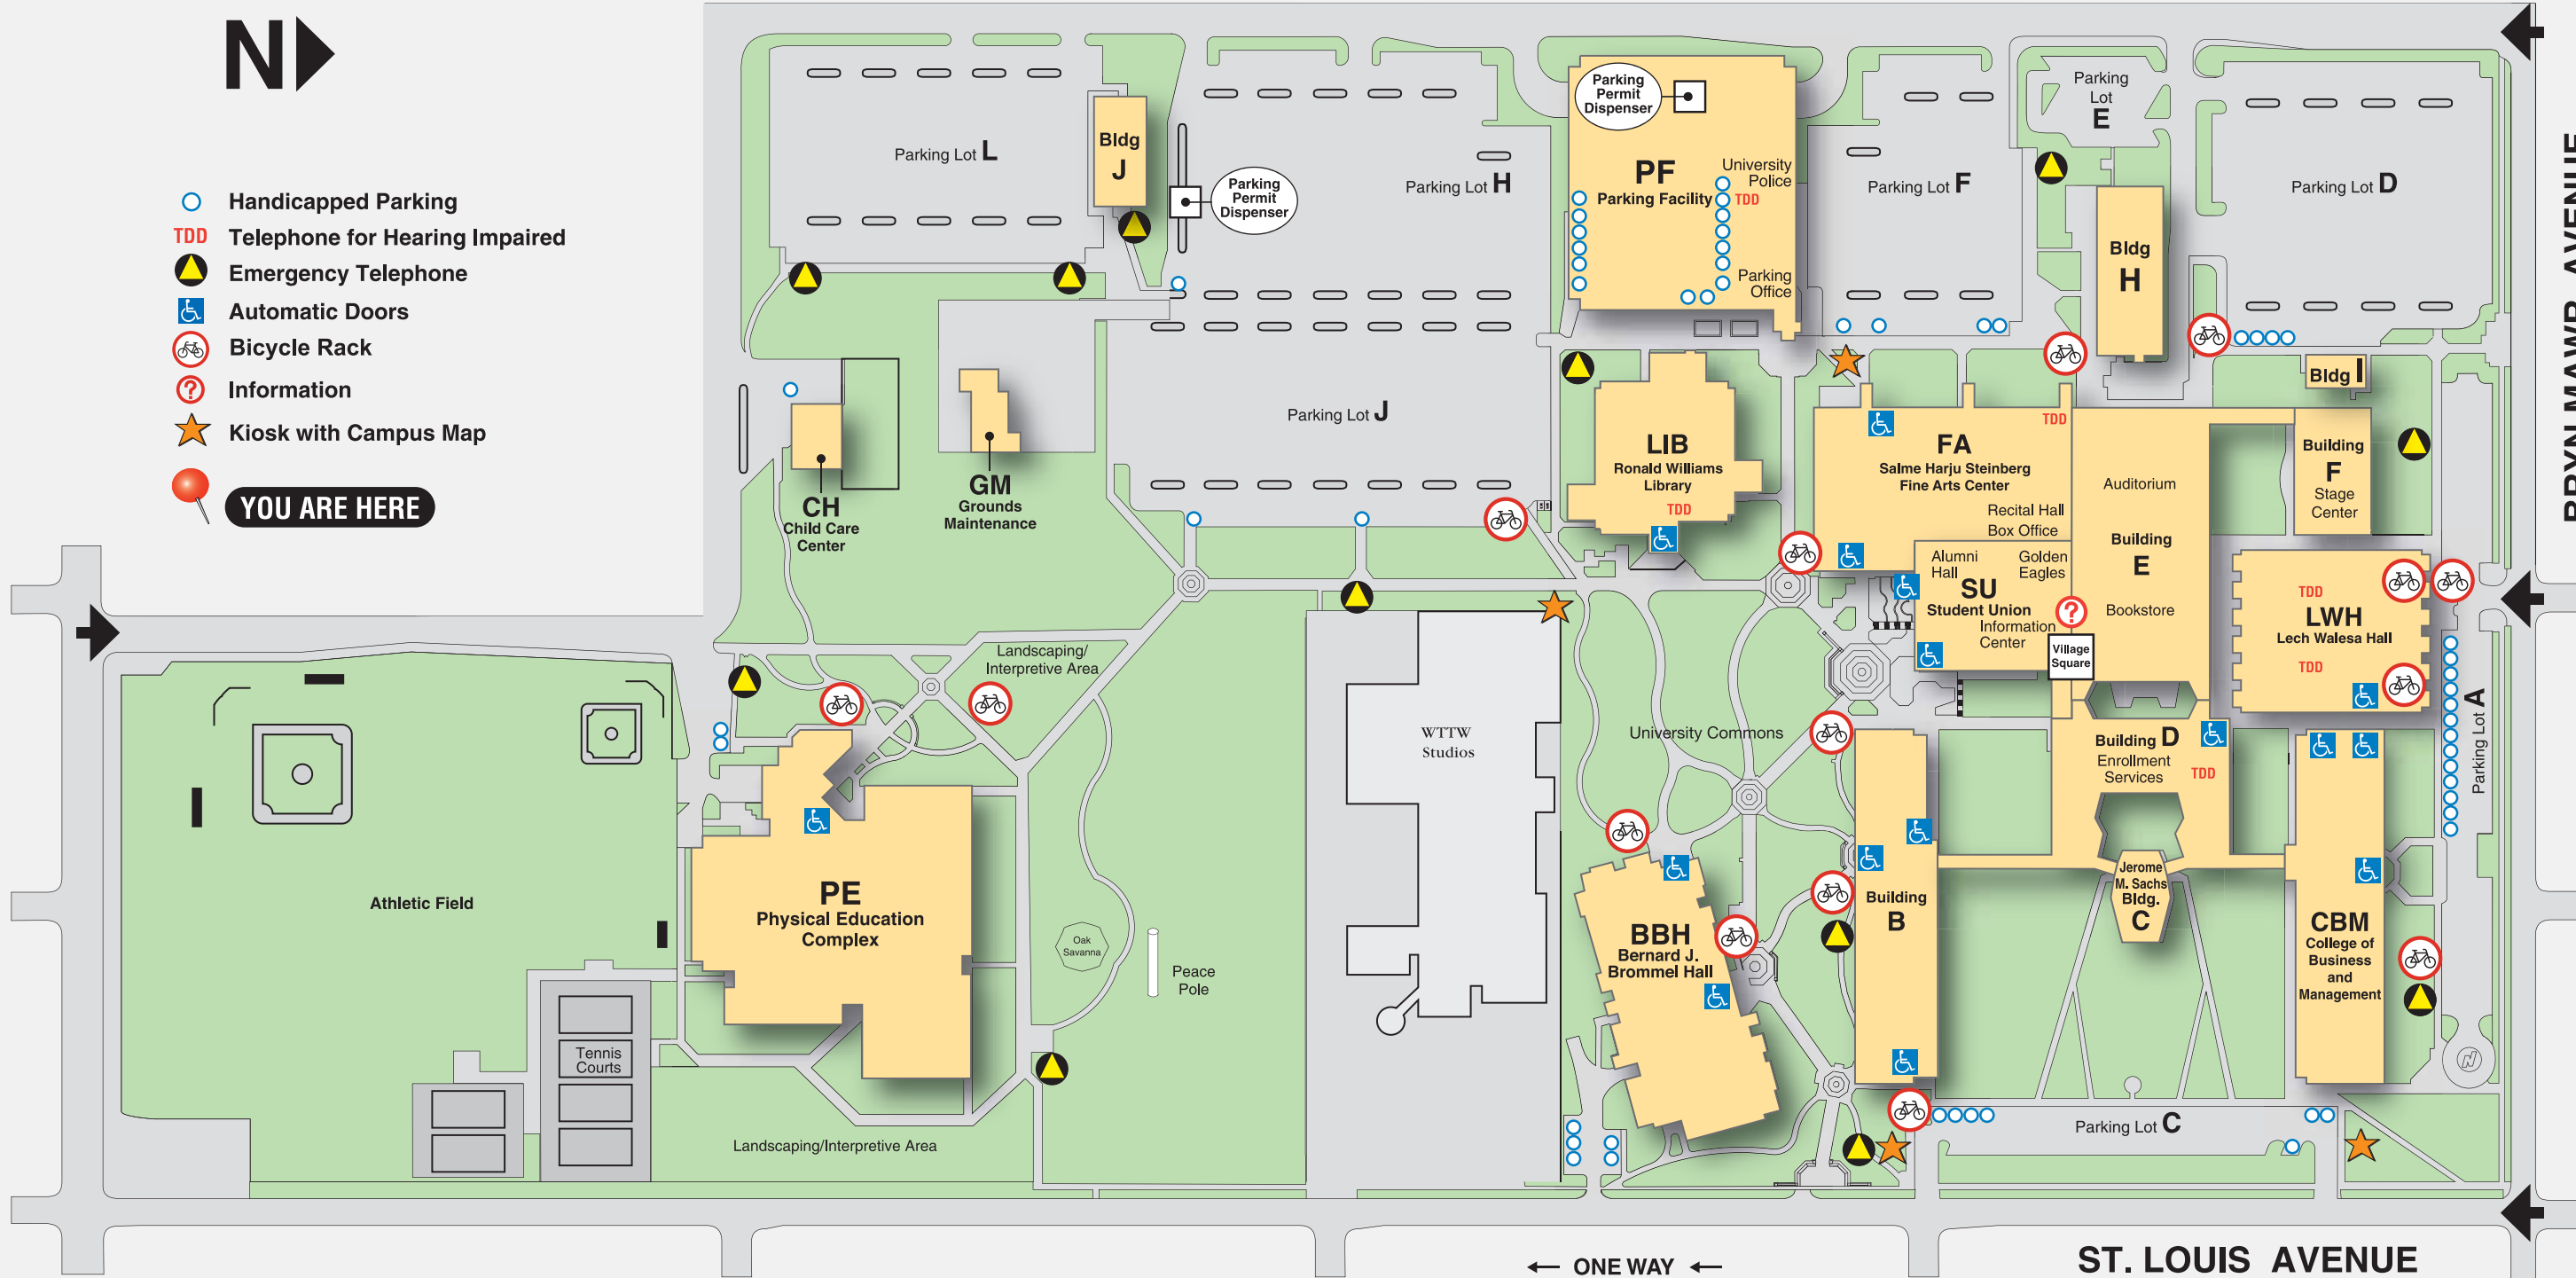 N
Handicapped Parking
TDD Telephone for Hearing Impaired
Emergency Telephone
Automatic Doors
Bicycle Rack
? Information
Kiosk with Campus Map
YOU ARE HERE
Parking Lot L
Bldg
J
Parking
Permit
Dispenser
Parking Lot H
Parking
Permit
Dispenser
PF
Parking Facility
University
Police
TDD
Parking
Office
Parking Lot F
Parking
Lot
E
Bldg
H
Parking Lot D
BRYN MAWR AVENUE
CH
Child Care
Center
GM
Grounds
Maintenance
Parking Lot J
LIB
Ronald Williams
Library
TDD
FA
Salme Harju Steinberg
Fine Arts Center
TDD
Recital Hall
Box Office
Alumni
Hall
Golden
Eagles
SU
Student Union
Information
Center
?
Village
Square
Auditorium
Building
E
Bookstore
Bldg I
Building
F
Stage
Center
TDD
LWH
Lech Walesa Hall
TDD
Parking Lot A
Landscaping/
Interpretive Area
WTTW
Studios
University Commons
Building D
Enrollment
Services
TDD
Athletic Field
PE
Physical Education
Complex
Oak
Savanna
Peace
Pole
BBH
Bernard J.
Brommel Hall
Building
B
Jerome
M. Sachs
Bldg.
C
CBM
College of
Business
and
Management
Tennis
Courts
Landscaping/Interpretive Area
Parking Lot C
N
ONE WAY
ST. LOUIS AVENUE